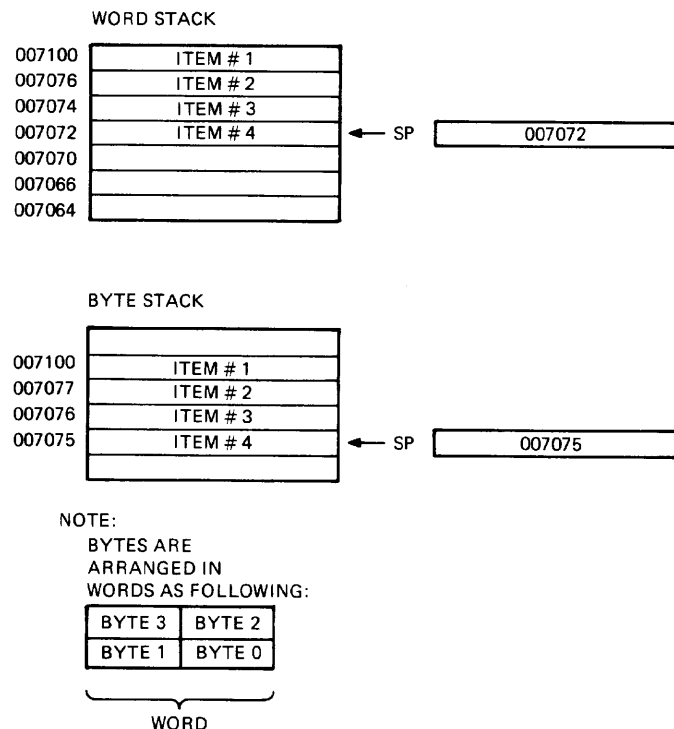 WORD STACK
007100 ITEM # 1
007076 ITEM # 2
007074 ITEM # 3
007072 ITEM # 4 SP 007072
007070
007066
007064
BYTE STACK
007100 ITEM # 1
007077 ITEM # 2
007076 ITEM # 3
007075 ITEM # 4 SP 007075
NOTE:
BYTES ARE
ARRANGED IN
WORDS AS FOLLOWING:
BYTE 3 BYTE 2
BYTE 1 BYTE 0
WORD